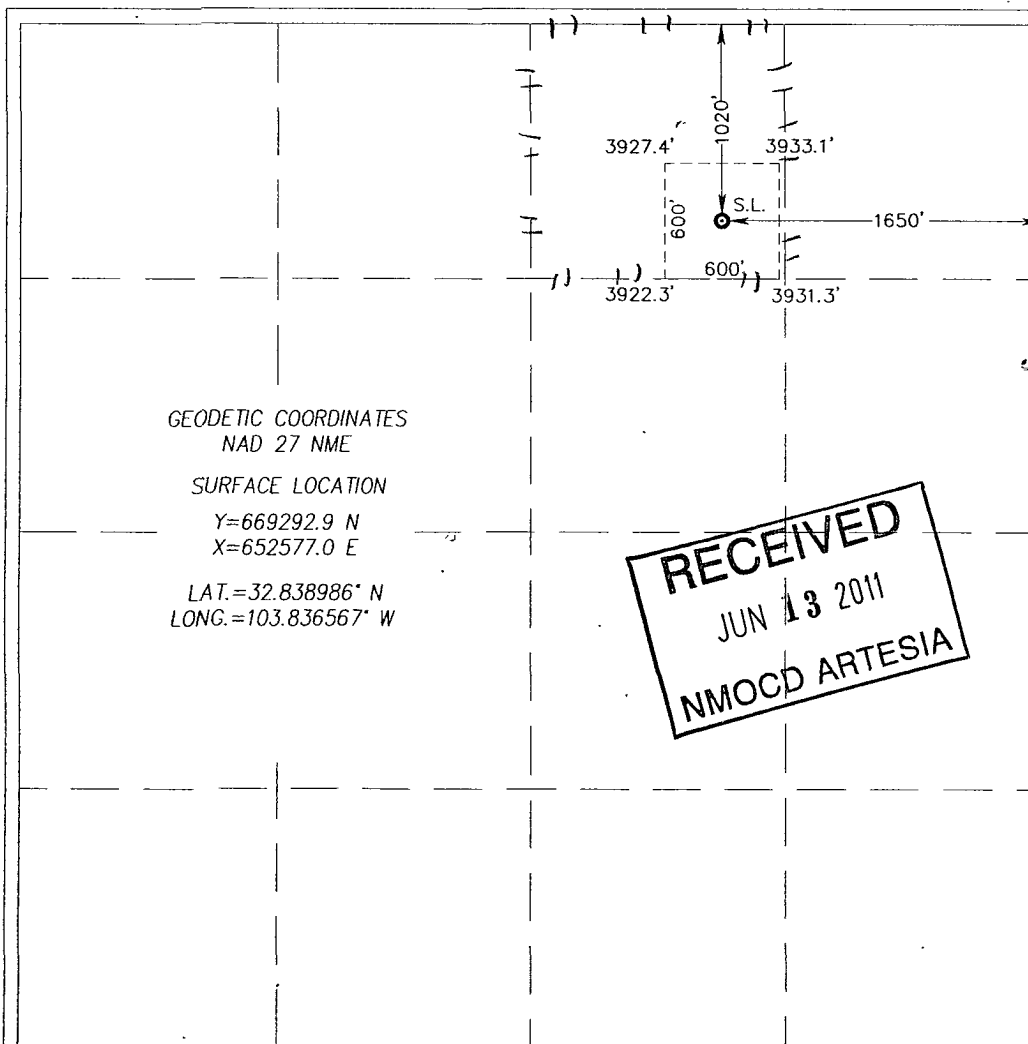 1020'
3927.4'
3933.1'
600'
S.L.
1650'
600'
3922.3'
3931.3'
GEODETIC COORDINATES
NAD 27 NME
SURFACE LOCATION
Y=669292.9 N
X=652577.0 E
LAT.=32.838986° N
LONG.=103.836567° W
RECEIVED
JUN 13 2011
NMOCD ARTESIA